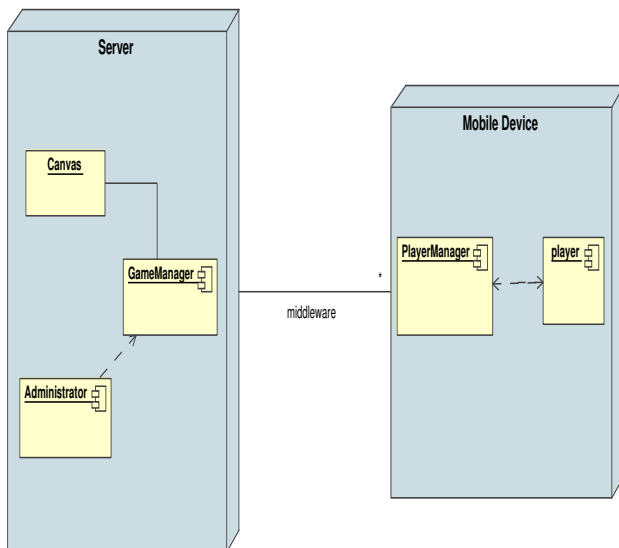 Server
Mobile Device
Canvas
GameManager
PlayerManager
player
*
middleware
Administrator